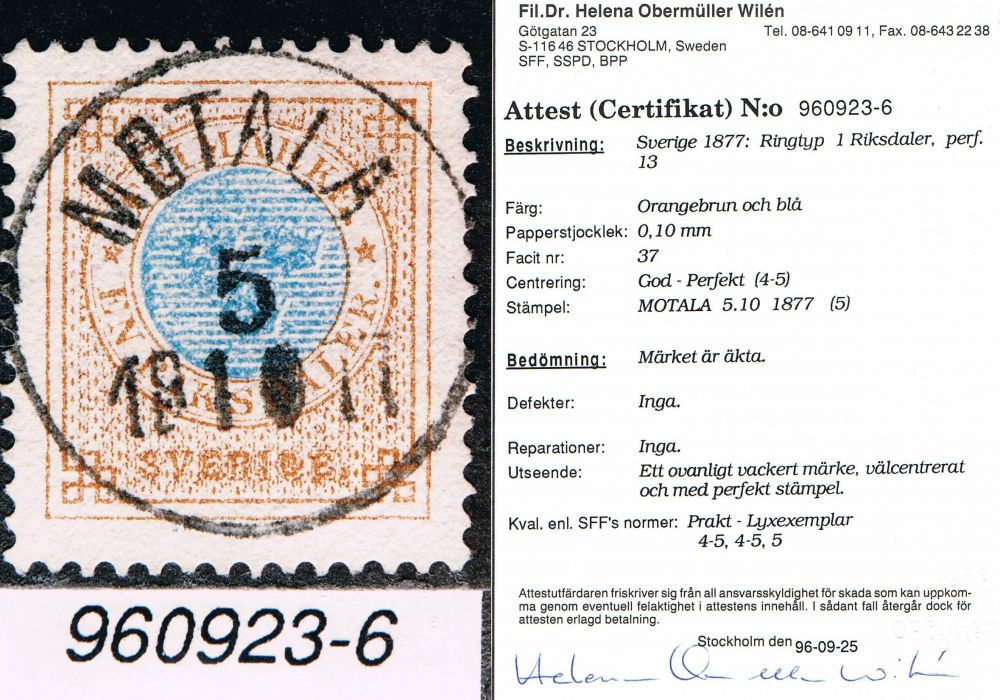 MOTALA
5
1810 77
SVERIGE.
960923-6
Fil.Dr. Helena Obermüller Wilén
Götgatan 23
Tel. 08-641 09 11, Fax. 08-643 22 38
S-116 46 STOCKHOLM, Sweden
SFF, SSPD, BPP
Attest (Certifikat) N:o 960923-6
Beskrivning: Sverige 1877: Ringtyp 1 Riksdaler, perf.
13
Färg: Orangebrun och blå
Papperstjocklek: 0,10 mm
Facit nr: 37
Centrering: God - Perfekt (4-5)
Stämpel: MOTALA 5.10 1877 (5)
Bedömning: Märket är äkta.
Defekter: Inga.
Reparationer: Inga.
Utseende: Ett ovanligt vackert märke, välcentrerat
och med perfekt stämpel.
Kval. enl. SFF's normer: Prakt - Lyxexemplar
4-5, 4-5, 5
Attestutfärdaren friskriver sig från all ansvarsskyldighet för skada som kan uppkom-
ma genom eventuell felaktighet i attestens innehåll. I sådant fall återgår dock för
attesten erlagd betalning.
Stockholm den 96-09-25
Helena Obermüller Wilén